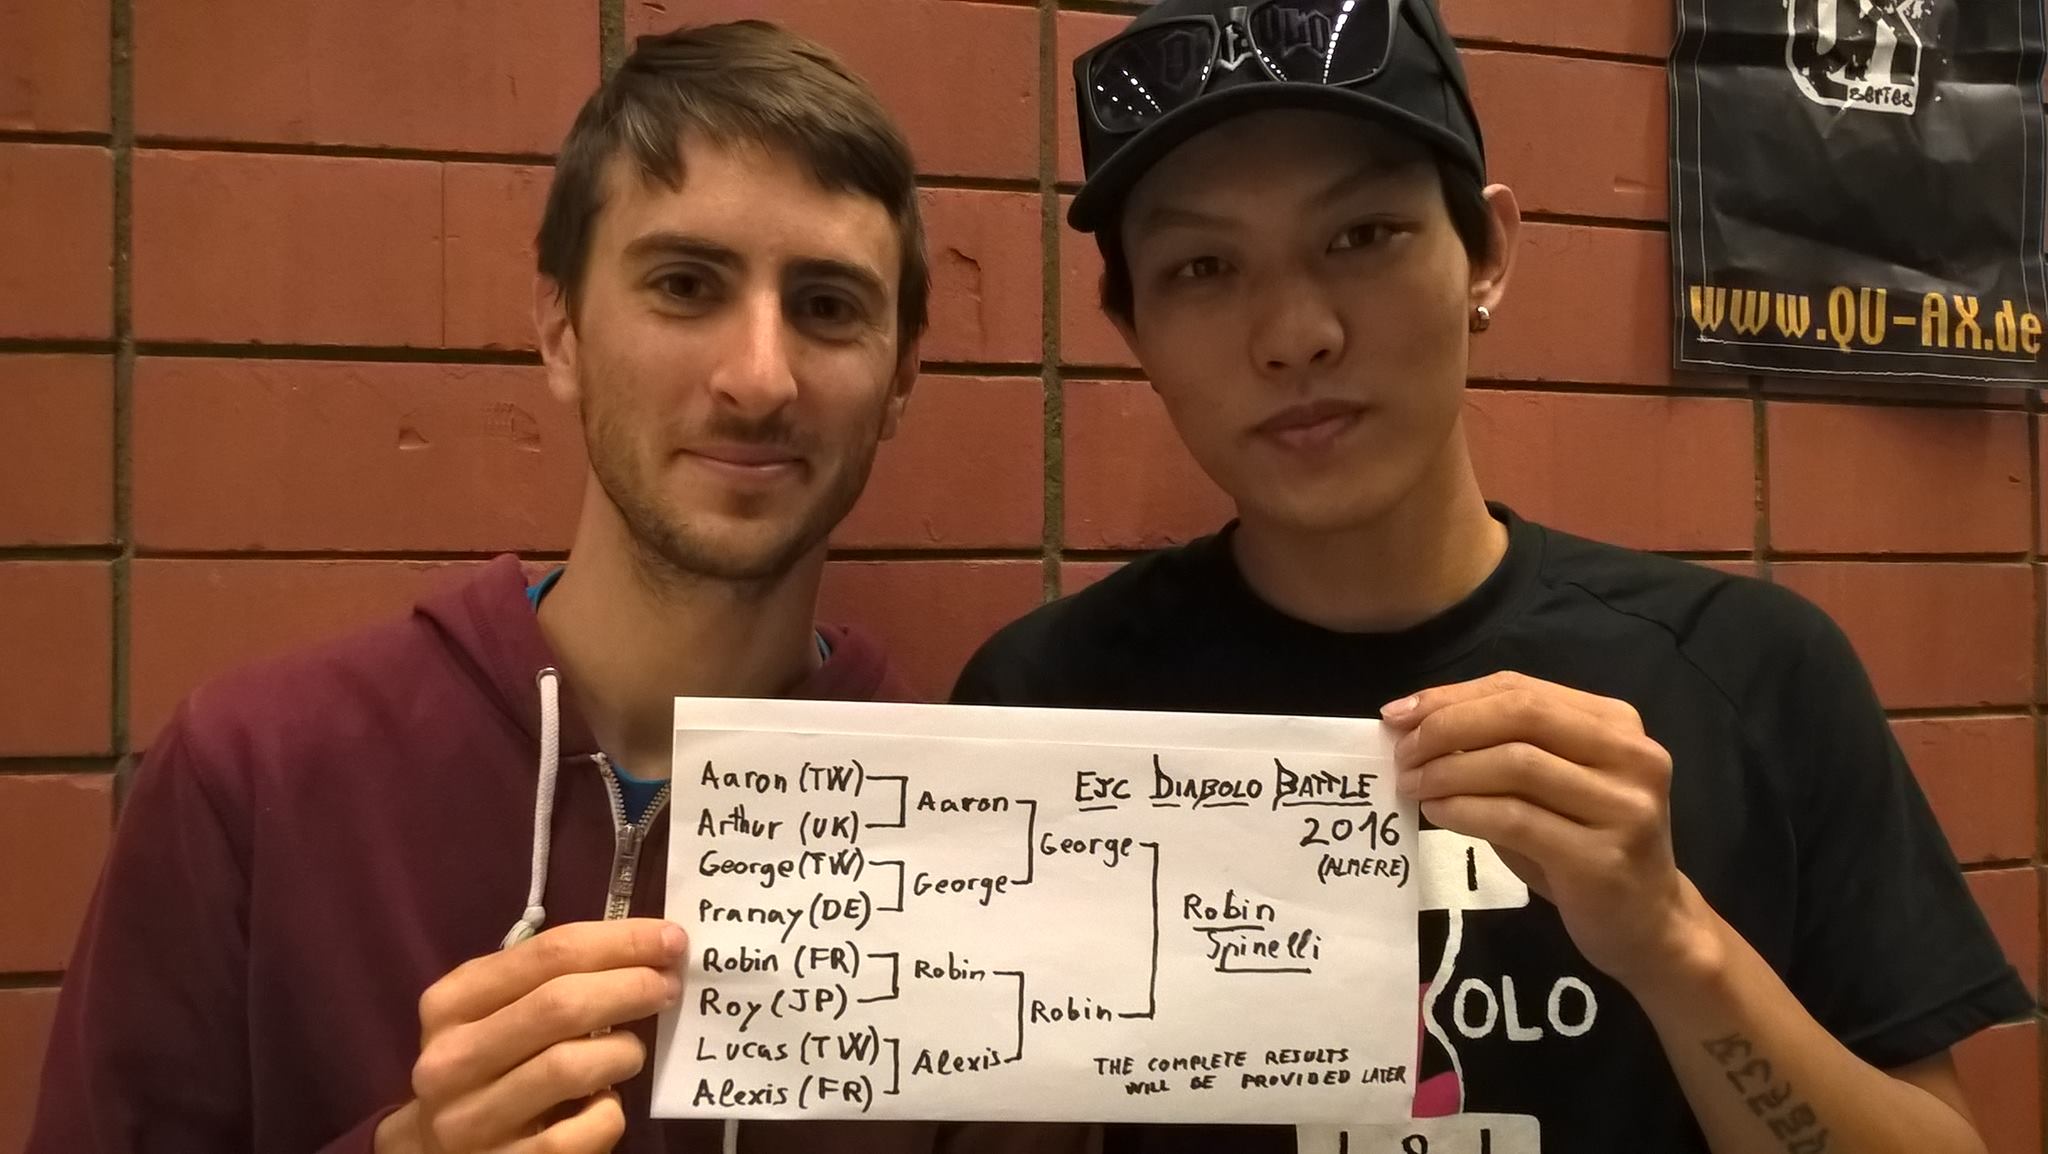 series
www.QU-AX.de
Aaron (TW)
Arthur (UK)
George (TW)
Pranay (DE)
Robin (FR)
Roy (JP)
Lucas (TW)
Alexis (FR)
Aaron
George
Robin
Alexis
George
Robin
EJC DIABOLO BATTLE
2016
(ALMERE)
Robin
Spinelli
THE COMPLETE RESULTS
WILL BE PROVIDED LATER
OLO